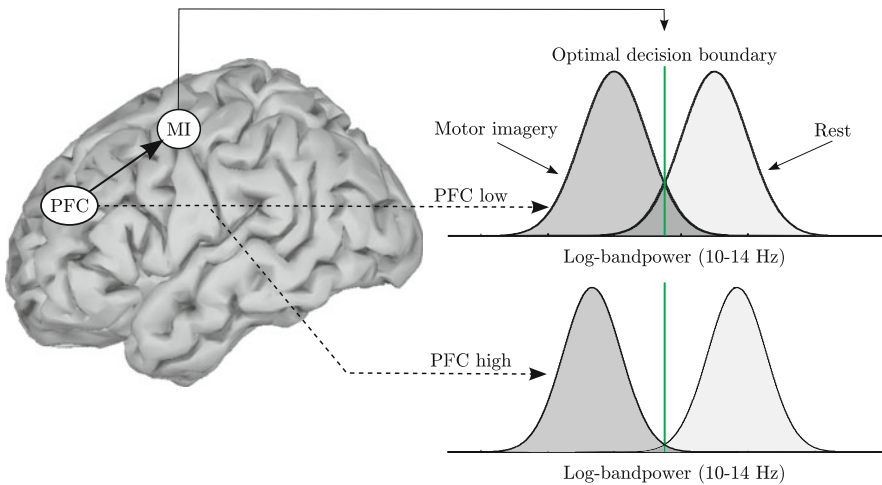 Optimal decision boundary
MI
Motor imagery
Rest
PFC
PFC low
Log-bandpower (10-14 Hz)
PFC high
Log-bandpower (10-14 Hz)